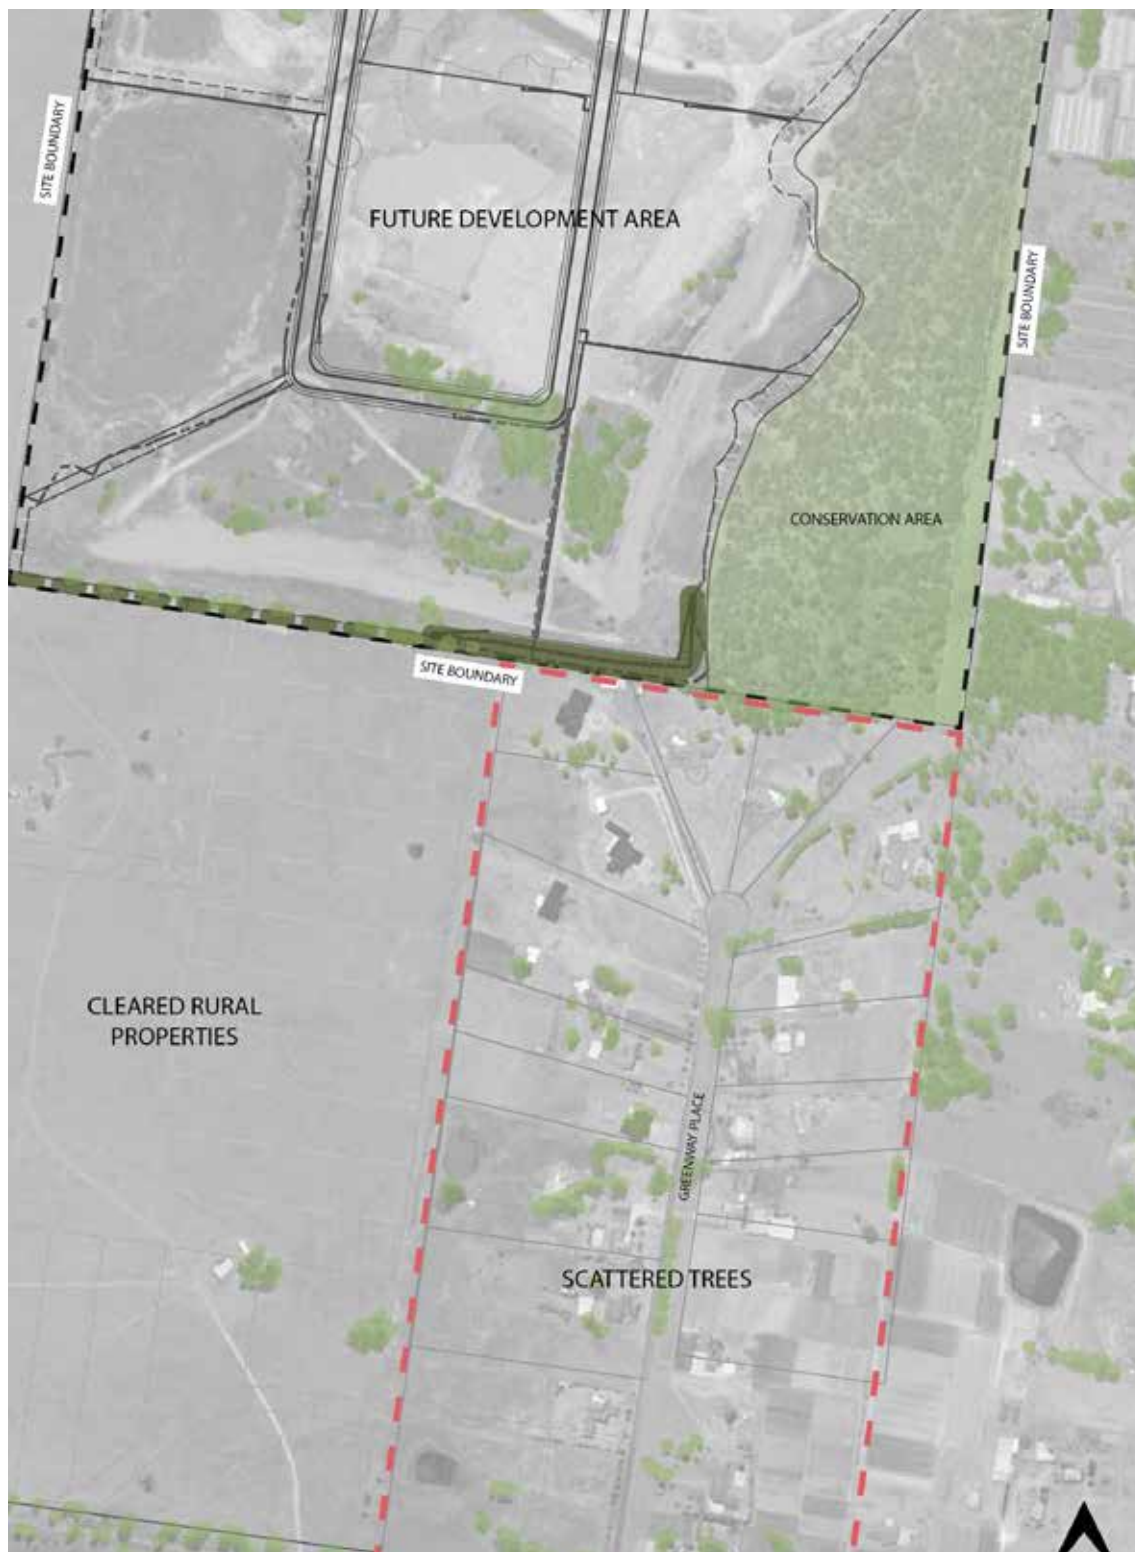 SITE BOUNDARY
FUTURE DEVELOPMENT AREA
SITE BOUNDARY
CONSERVATION AREA
SITE BOUNDARY
CLEARED RURAL
PROPERTIES
GREENWAY PLACE
SCATTERED TREES